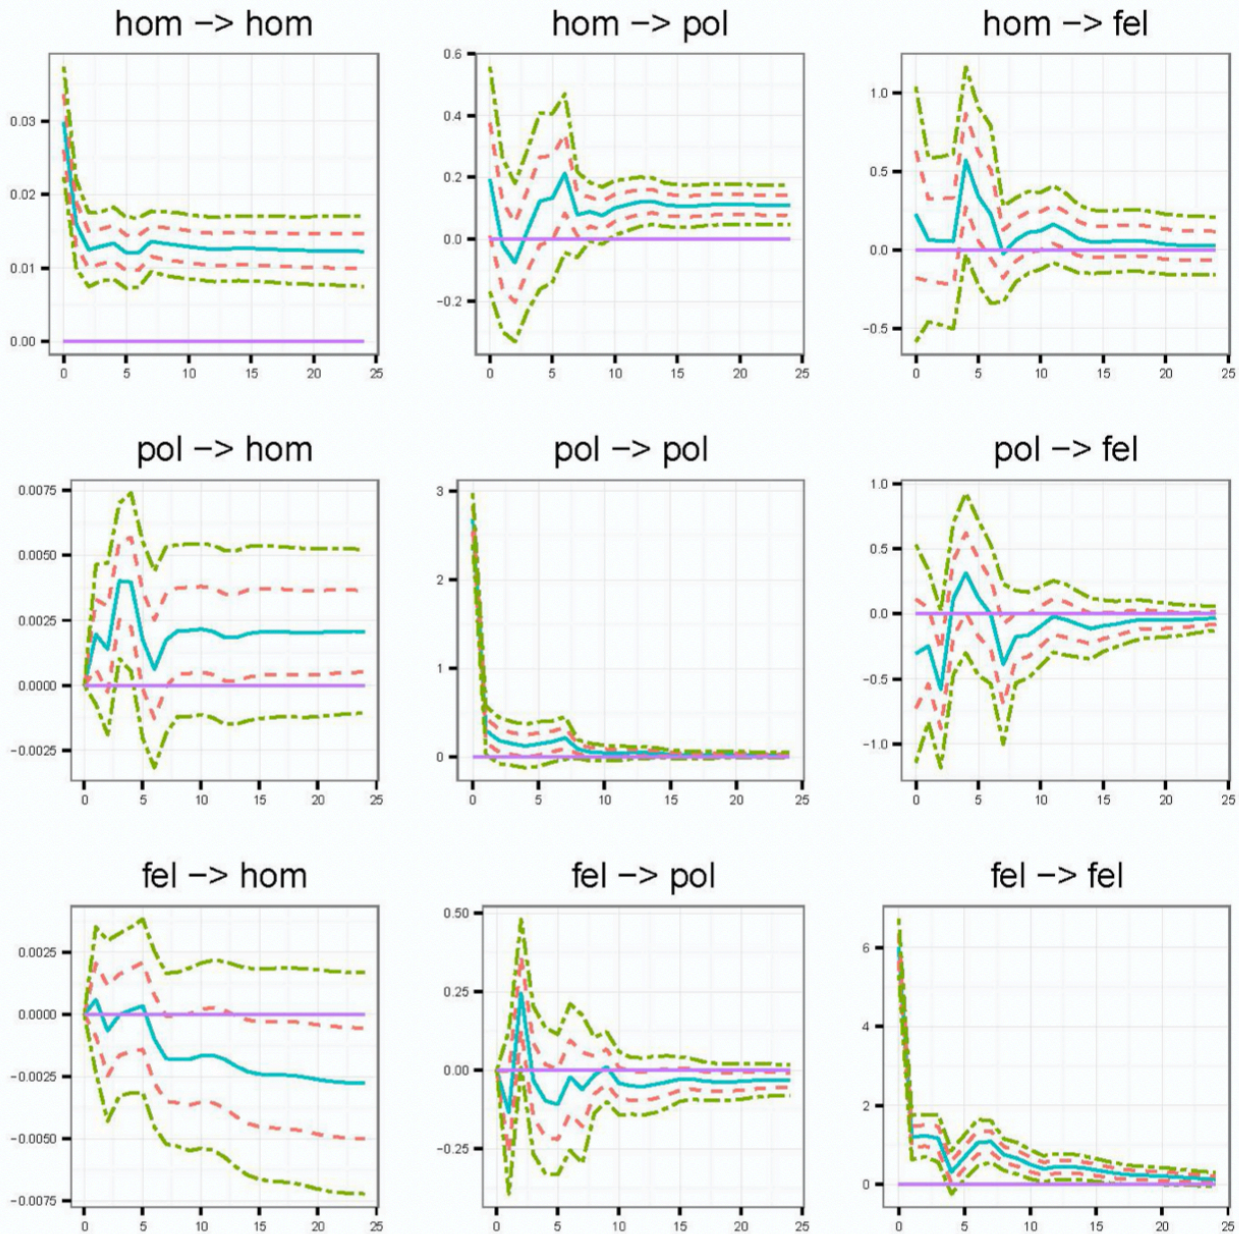 hom −> hom
hom −> pol
hom −> fel
0.03
0.02
0.01
0.00
0 5 10 15 20 25
0.6
0.4
0.2
0.0
−0.2
0 5 10 15 20 25
1.0
0.5
0.0
−0.5
0 5 10 15 20 25
pol −> hom
pol −> pol
pol −> fel
0.0075
0.0050
0.0025
0.0000
−0.0025
0 5 10 15 20 25
3
2
1
0
0 5 10 15 20 25
1.0
0.5
0.0
−0.5
−1.0
0 5 10 15 20 25
fel −> hom
fel −> pol
fel −> fel
0.0025
0.0000
−0.0025
−0.0050
−0.0075
0 5 10 15 20 25
0.50
0.25
0.00
−0.25
0 5 10 15 20 25
6
4
2
0
0 5 10 15 20 25